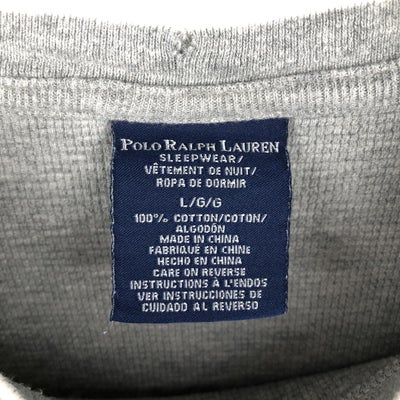 POLO RALPH LAUREN
SLEEPWEAR/
VÊTEMENT DE NUIT/
ROPA DE DORMIR
L/G/G
100% COTTON/COTON/
ALGODÓN
MADE IN CHINA
FABRIQUÉ EN CHINE
HECHO EN CHINA
CARE ON REVERSE
INSTRUCTIONS À L'ENDOS
VER INSTRUCCIONES DE
CUIDADO AL REVERSO